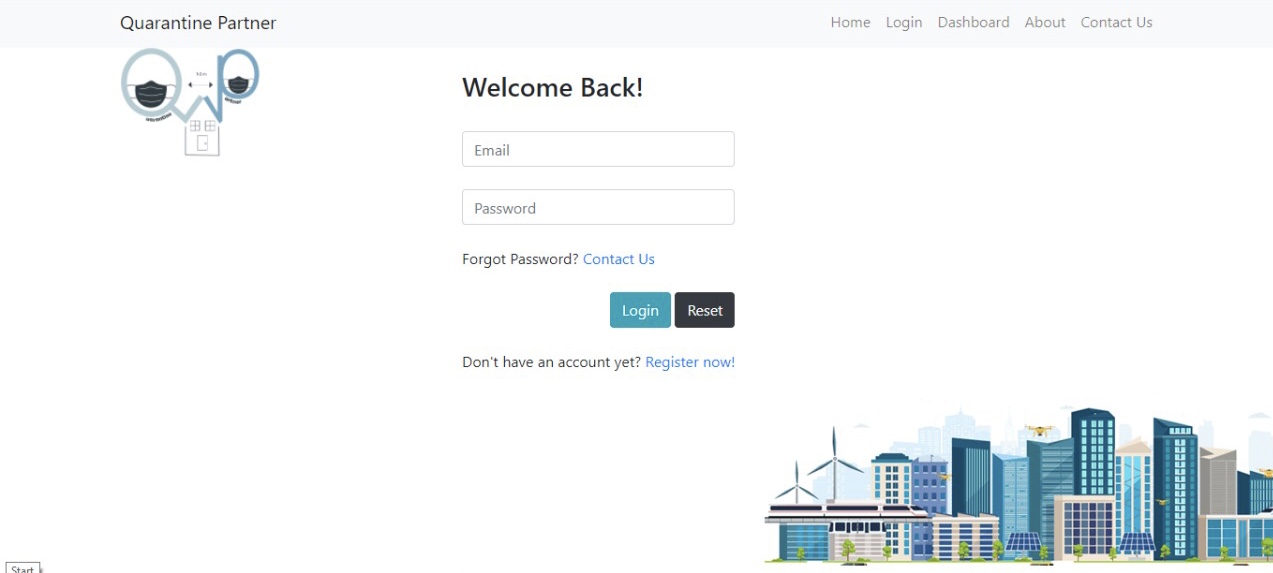 Quarantine Partner
Home Login Dashboard About Contact Us
Welcome Back!
Email
Password
Forgot Password? Contact Us
Login Reset
Don't have an account yet? Register now!
Start